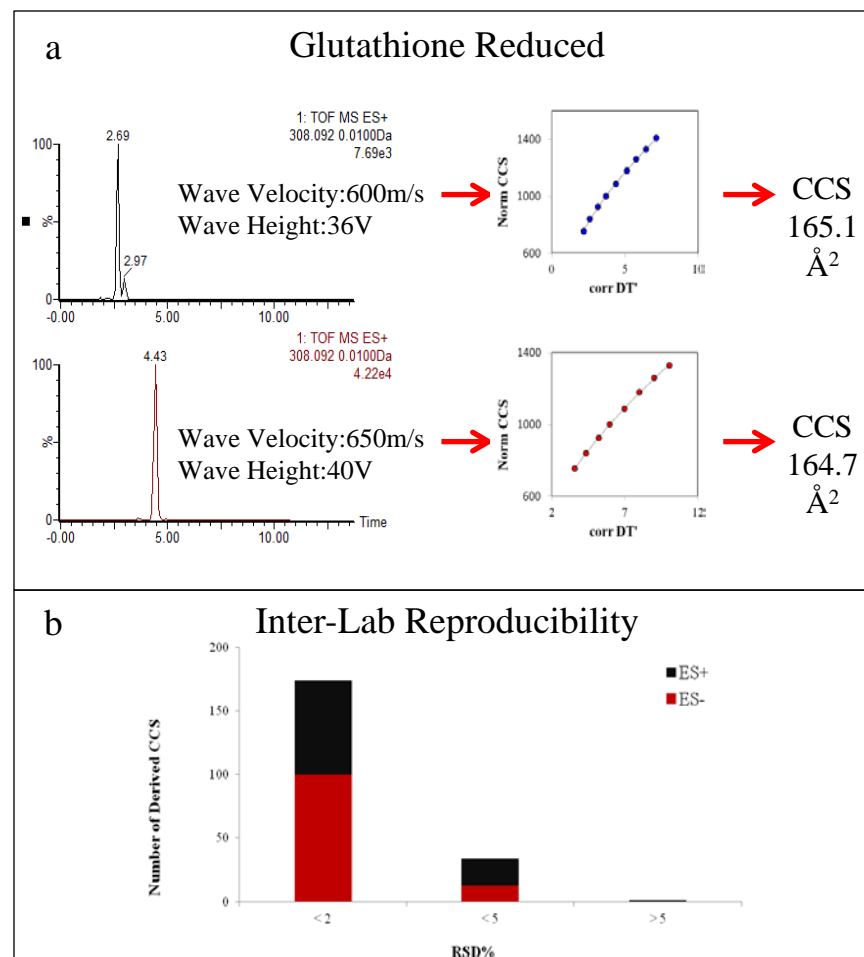 a
Glutathione Reduced
1: TOF MS ES+
308.092 0.0100Da
7.69e3
2.69
2.97
100
%
0
-0.00
5.00
10.00
Wave Velocity:600m/s
Wave Height:36V
Norm CCS
1400
1000
600
0
5
10
corr DT'
CCS
165.1
Å²
1: TOF MS ES+
308.092 0.0100Da
4.22e4
4.43
100
%
0
-0.00
5.00
10.00
Time
Wave Velocity:650m/s
Wave Height:40V
Norm CCS
1400
1000
600
2
7
12
corr DT'
CCS
164.7
Å²
b
Inter-Lab Reproducibility
Number of Derived CCS
200
150
100
50
0
ES+
ES-
< 2
< 5
> 5
RSD%